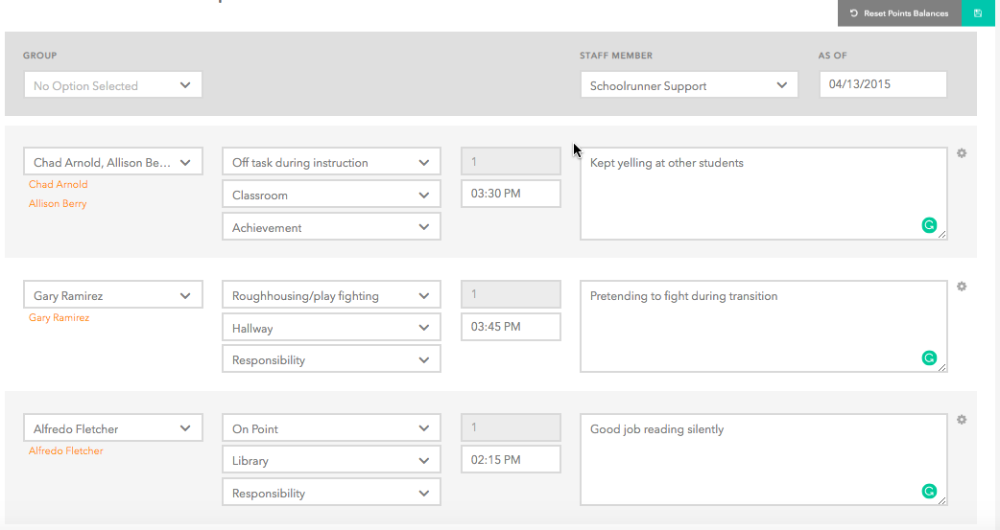 Reset Points Balances
GROUP
STAFF MEMBER
AS OF
No Option Selected
Schoolrunner Support
04/13/2015
Chad Arnold, Allison Be...
Chad Arnold
Allison Berry
Off task during instruction
Classroom
Achievement
1
03:30 PM
Kept yelling at other students
Gary Ramirez
Gary Ramirez
Roughhousing/play fighting
Hallway
Responsibility
1
03:45 PM
Pretending to fight during transition
Alfredo Fletcher
Alfredo Fletcher
On Point
Library
Responsibility
1
02:15 PM
Good job reading silently